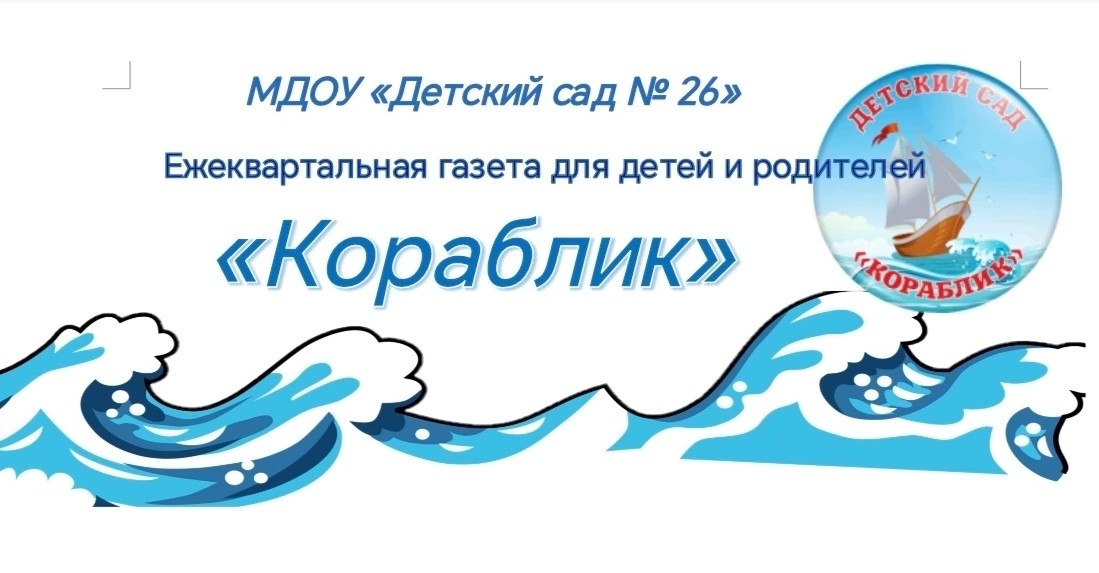 МДОУ «Детский сад № 26»
Ежеквартальная газета для детей и родителей
«Кораблик»
ДЕТСКИЙ САД
«КОРАБЛИК»